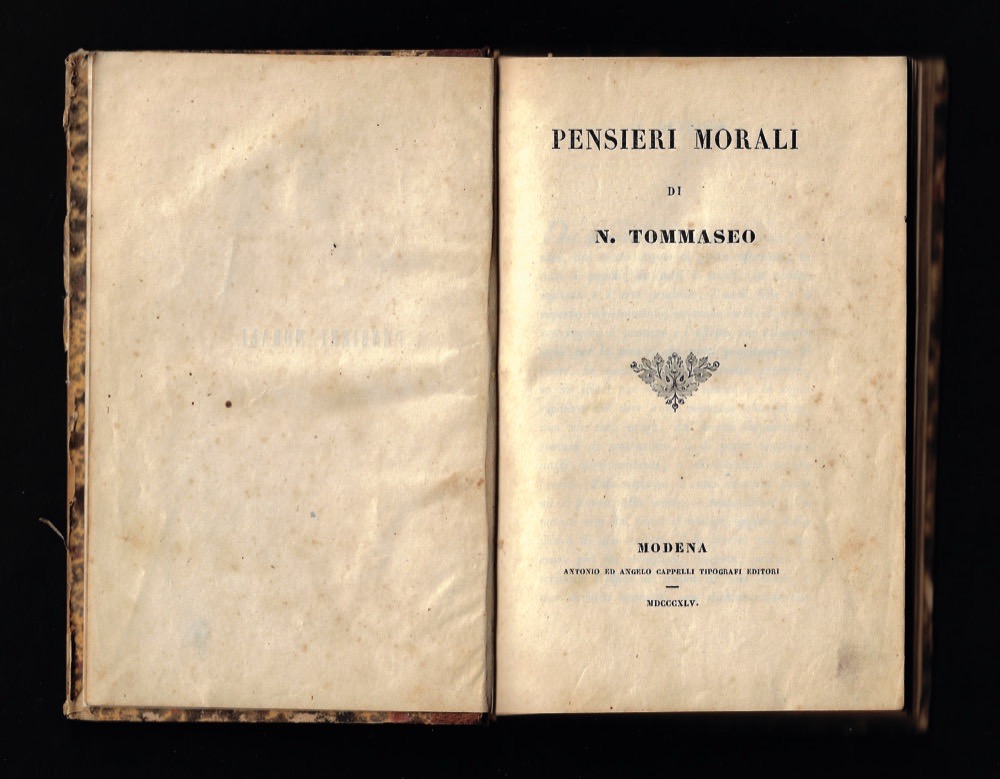 PENSIERI MORALI
DI
N. TOMMASEO
MODENA
ANTONIO ED ANGELO CAPPELLI TIPOGRAFI EDITORI
MDCCCXLV.